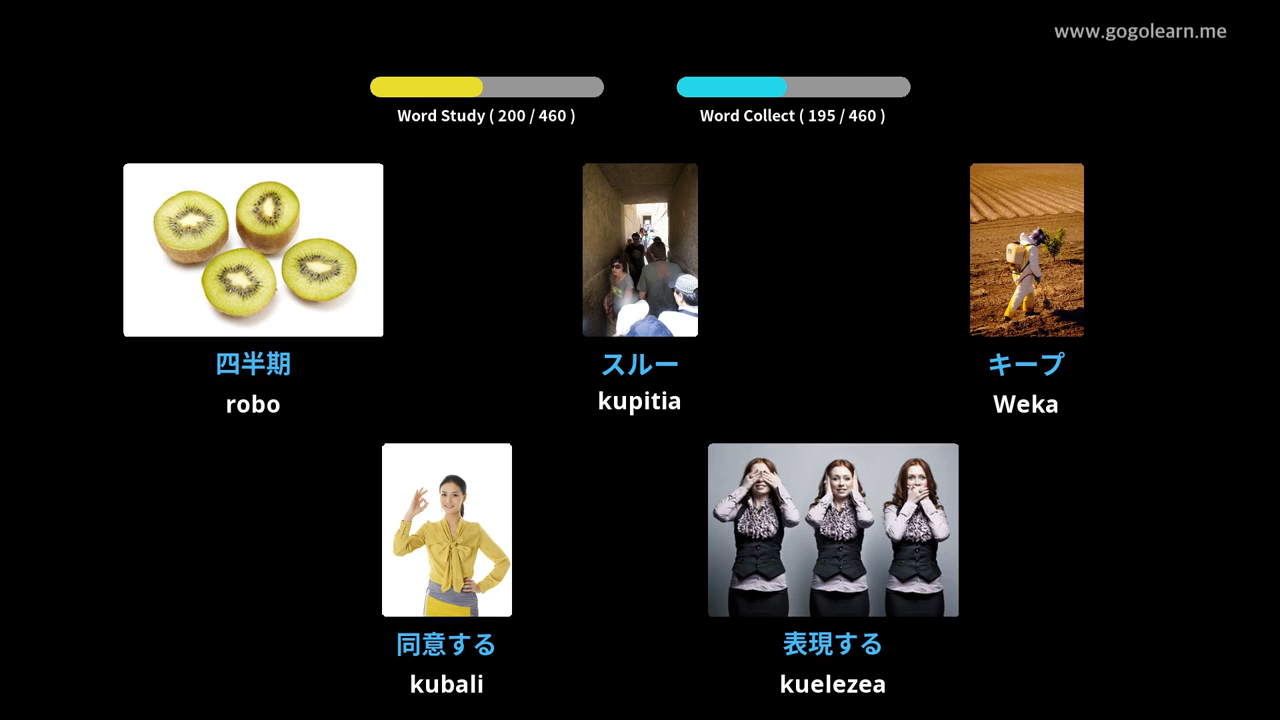 www.gogolearn.me
Word Study ( 200 / 460 )
Word Collect ( 195 / 460 )
四半期
robo
スルー
kupitia
キープ
Weka
同意する
kubali
表現する
kuelezea